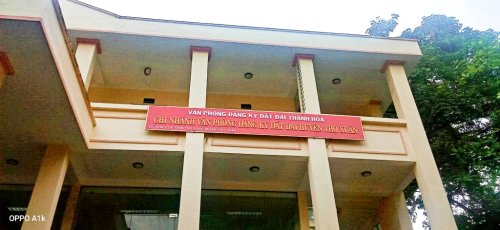 VĂN PHÒNG ĐĂNG KÝ ĐẤT ĐAI THANH HÓA
CHI NHÁNH VĂN PHÒNG ĐĂNG KÝ ĐẤT ĐAI HUYỆN THỌ XUÂN
OPPO A1k